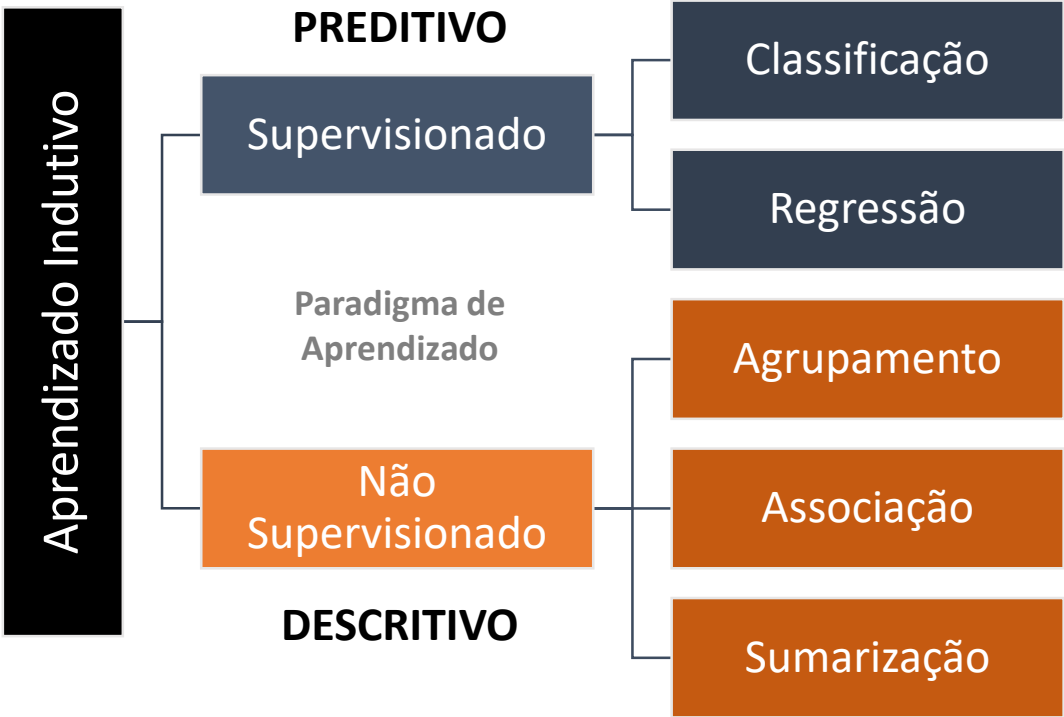 Aprendizado Indutivo
PREDITIVO
Supervisionado
Classificação
Regressão
Paradigma de
Aprendizado
Não
Supervisionado
DESCRITIVO
Agrupamento
Associação
Sumarização